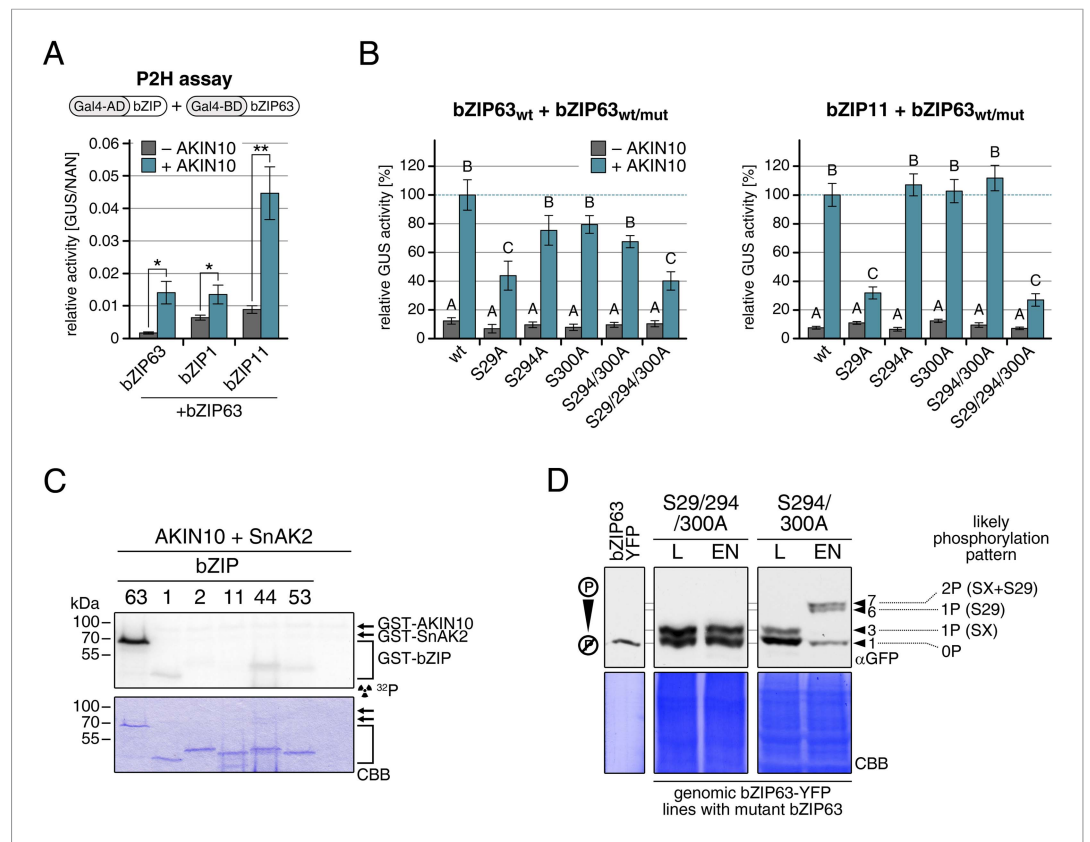 A
P2H assay
Gal4-AD bZIP + Gal4-BD bZIP63
relative activity [GUS/NAN]
0.06
0.05
0.04
0.03
0.02
0.01
0
– AKIN10
+ AKIN10
* * **
bZIP63 bZIP1 bZIP11
+bZIP63
B
bZIP63wt + bZIP63wt/mut
relative GUS activity [%]
120
100
80
60
40
20
0
– AKIN10
+ AKIN10
A B A C A B A B A B A C
wt S29A S294A S300A S294/300A S29/294/300A
bZIP11 + bZIP63wt/mut
relative GUS activity [%]
120
100
80
60
40
20
0
A B A C A B A B A B A C
wt S29A S294A S300A S294/300A S29/294/300A
C
AKIN10 + SnAK2
bZIP
kDa 63 1 2 11 44 53
100–
70–
55–
GST-AKIN10
GST-SnAK2
GST-bZIP
32P
100–
70–
55–
CBB
D
bZIP63
YFP
S29/294
/300A
S294/
300A
L EN L EN
likely
phosphorylation
pattern
P
P
7 2P (SX+S29)
6 1P (S29)
3 1P (SX)
1 0P
αGFP
CBB
genomic bZIP63-YFP
lines with mutant bZIP63